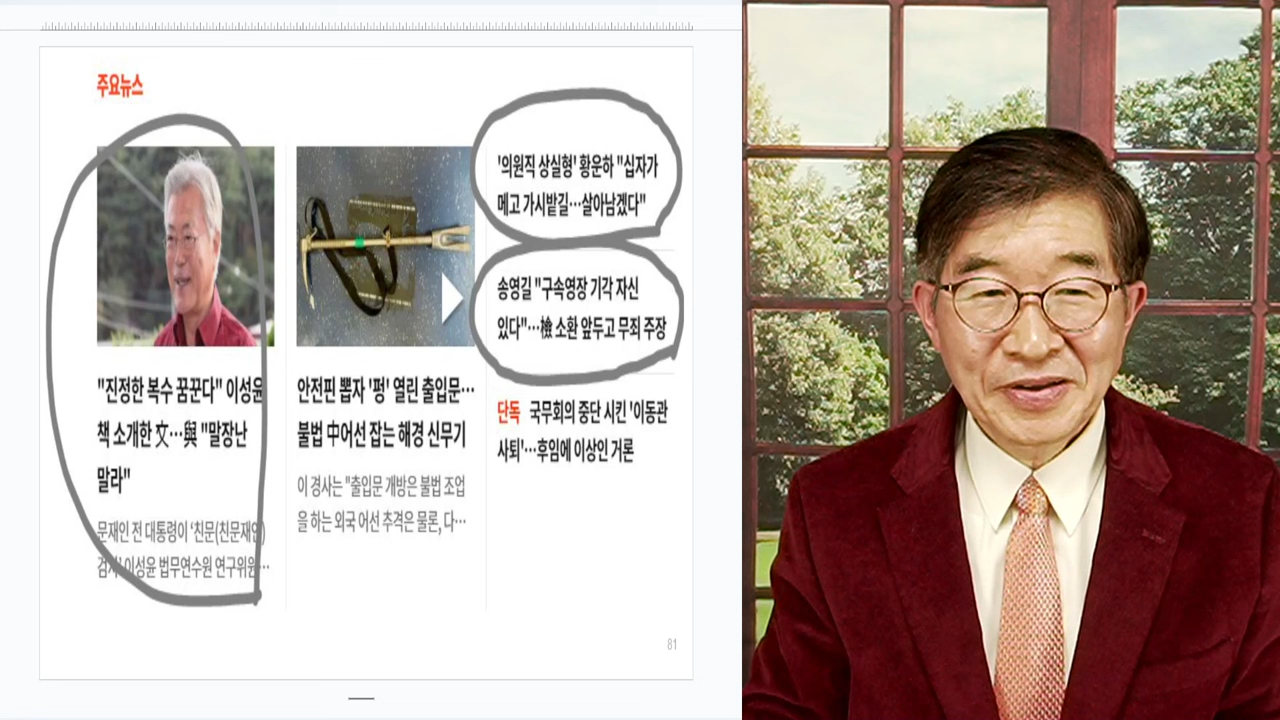 주요뉴스
"진정한 복수 꿈꾼다" 이성윤
책 소개한 文…與 "말장난
말라"
문재인 전 대통령이 '친문(친문재인)
검사' 이성윤 법무연수원 연구위원…
안전핀 뽑자 '펑' 열린 출입문…
불법 中어선 잡는 해경 신무기
이 경사는 "출입문 개방은 불법 조업
을 하는 외국 어선 추격은 물론, 다…
'의원직 상실형' 황운하 "십자가
메고 가시밭길…살아남겠다"
송영길 "구속영장 기각 자신
있다"…檢 소환 앞두고 무죄 주장
단독 국무회의 중단 시킨 '이동관
사퇴'…후임에 이상인 거론
81